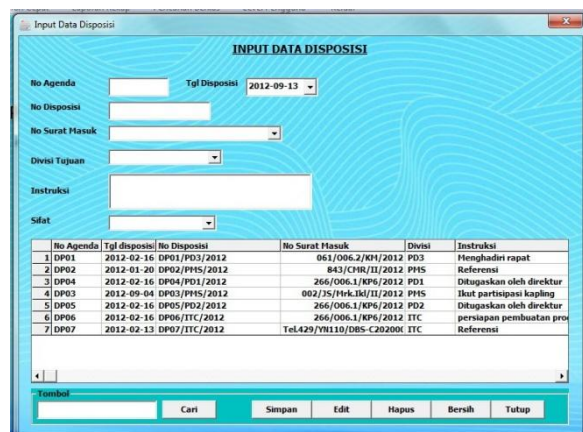 Input Data Disposisi
INPUT DATA DISPOSISI
No Agenda Tgl Disposisi 2012-09-13
No Disposisi
No Surat Masuk
Divisi Tujuan
Instruksi
Sifat
No Agenda Tgl disposisi No Disposisi No Surat Masuk Divisi Instruksi
1 DP01 2012-02-16 DP01/PD3/2012 061/006.2/KM/2012 PD3 Menghadiri rapat
2 DP02 2012-01-20 DP02/PMS/2012 843/CMR/II/2012 PMS Referensi
3 DP04 2012-02-16 DP04/PD1/2012 266/006.1/KP6/2012 PD1 Ditugaskan oleh direktur
4 DP03 2012-09-04 DP03/PMS/2012 002/JS/Mrk.Ikl/II/2012 PMS Ikut partisipasi kapling
5 DP05 2012-02-16 DP05/PD2/2012 266/006.1/KP6/2012 PD2 Ditugaskan oleh direktur
6 DP06 2012-02-16 DP06/ITC/2012 266/006.1/KP6/2012 ITC persiapan pembuatan pro
7 DP07 2012-02-13 DP07/ITC/2012 Tel.429/YN110/DBS-C20200 ITC Referensi
Tombol
Cari Simpan Edit Hapus Bersih Tutup